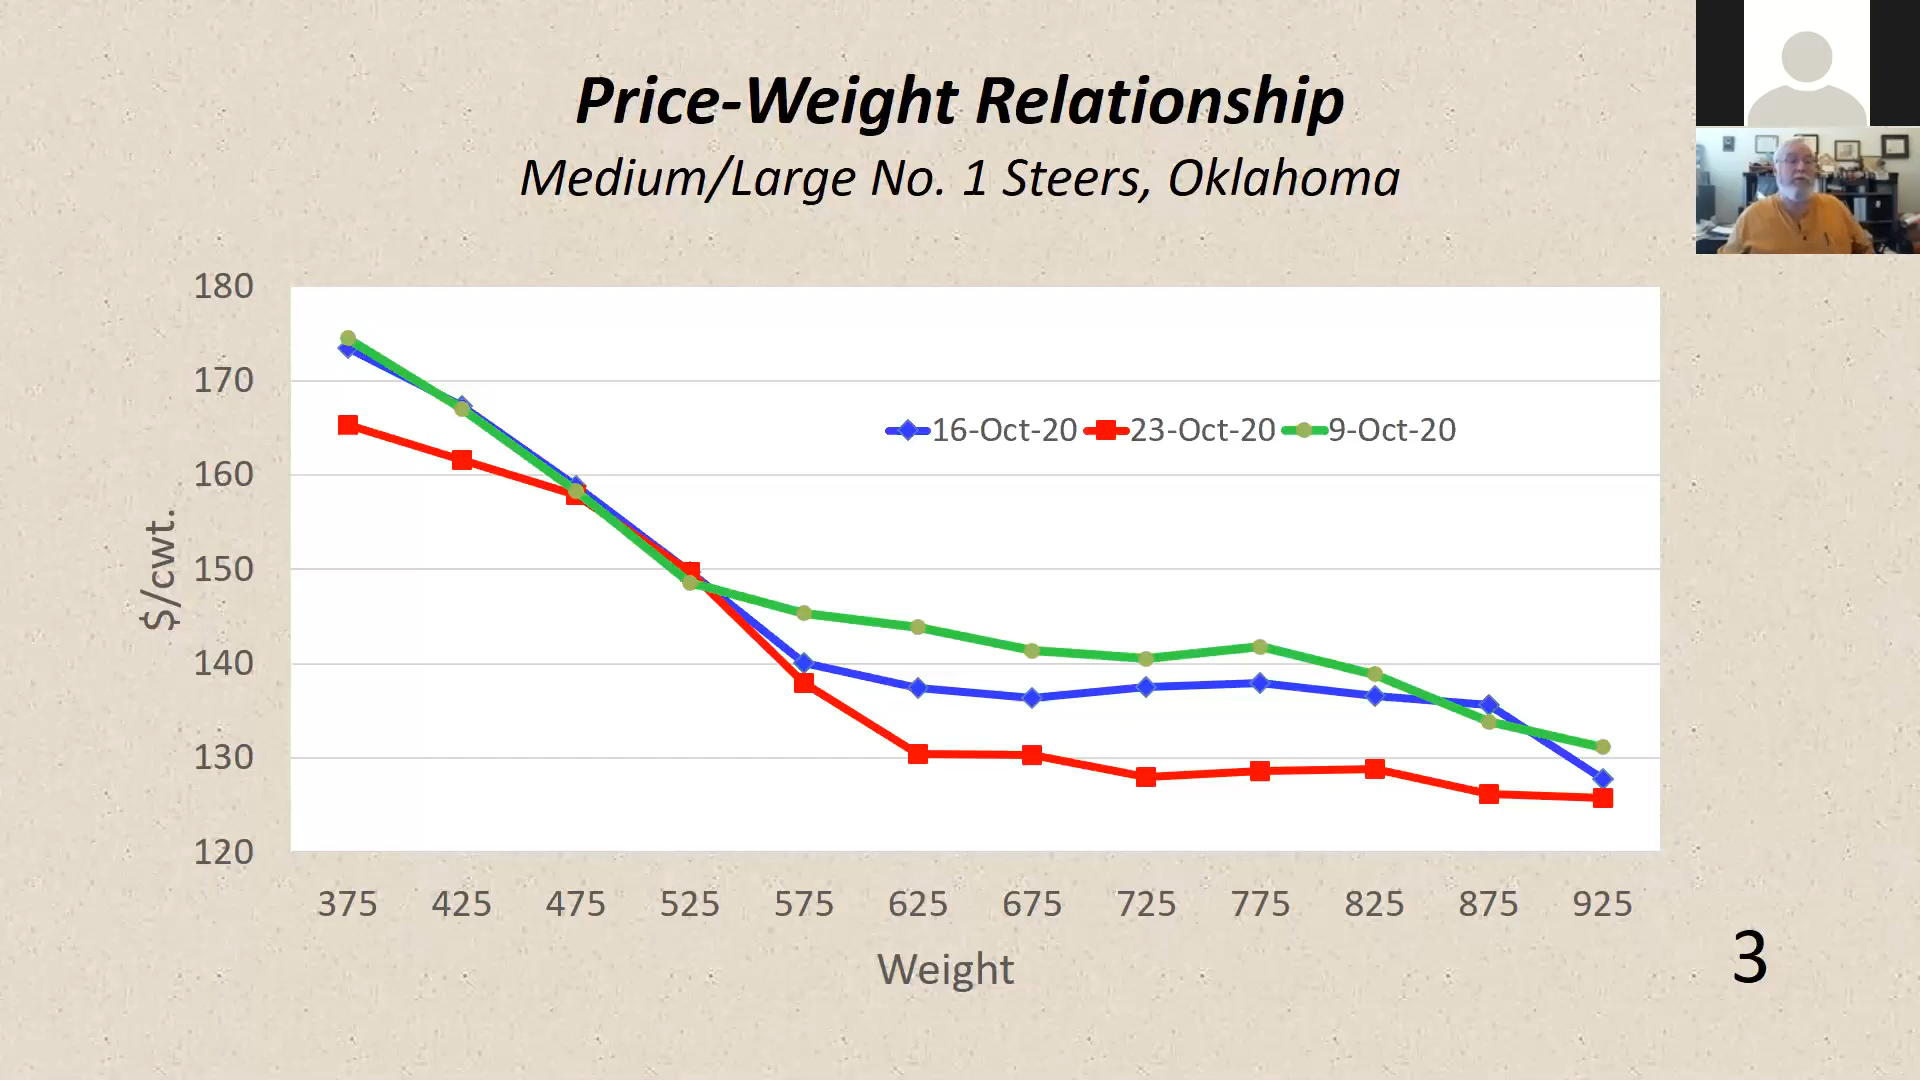 Price-Weight Relationship
Medium/Large No. 1 Steers, Oklahoma
180
170
160
150
140
130
120
$/cwt.
16-Oct-20 23-Oct-20 9-Oct-20
375 425 475 525 575 625 675 725 775 825 875 925
Weight
3